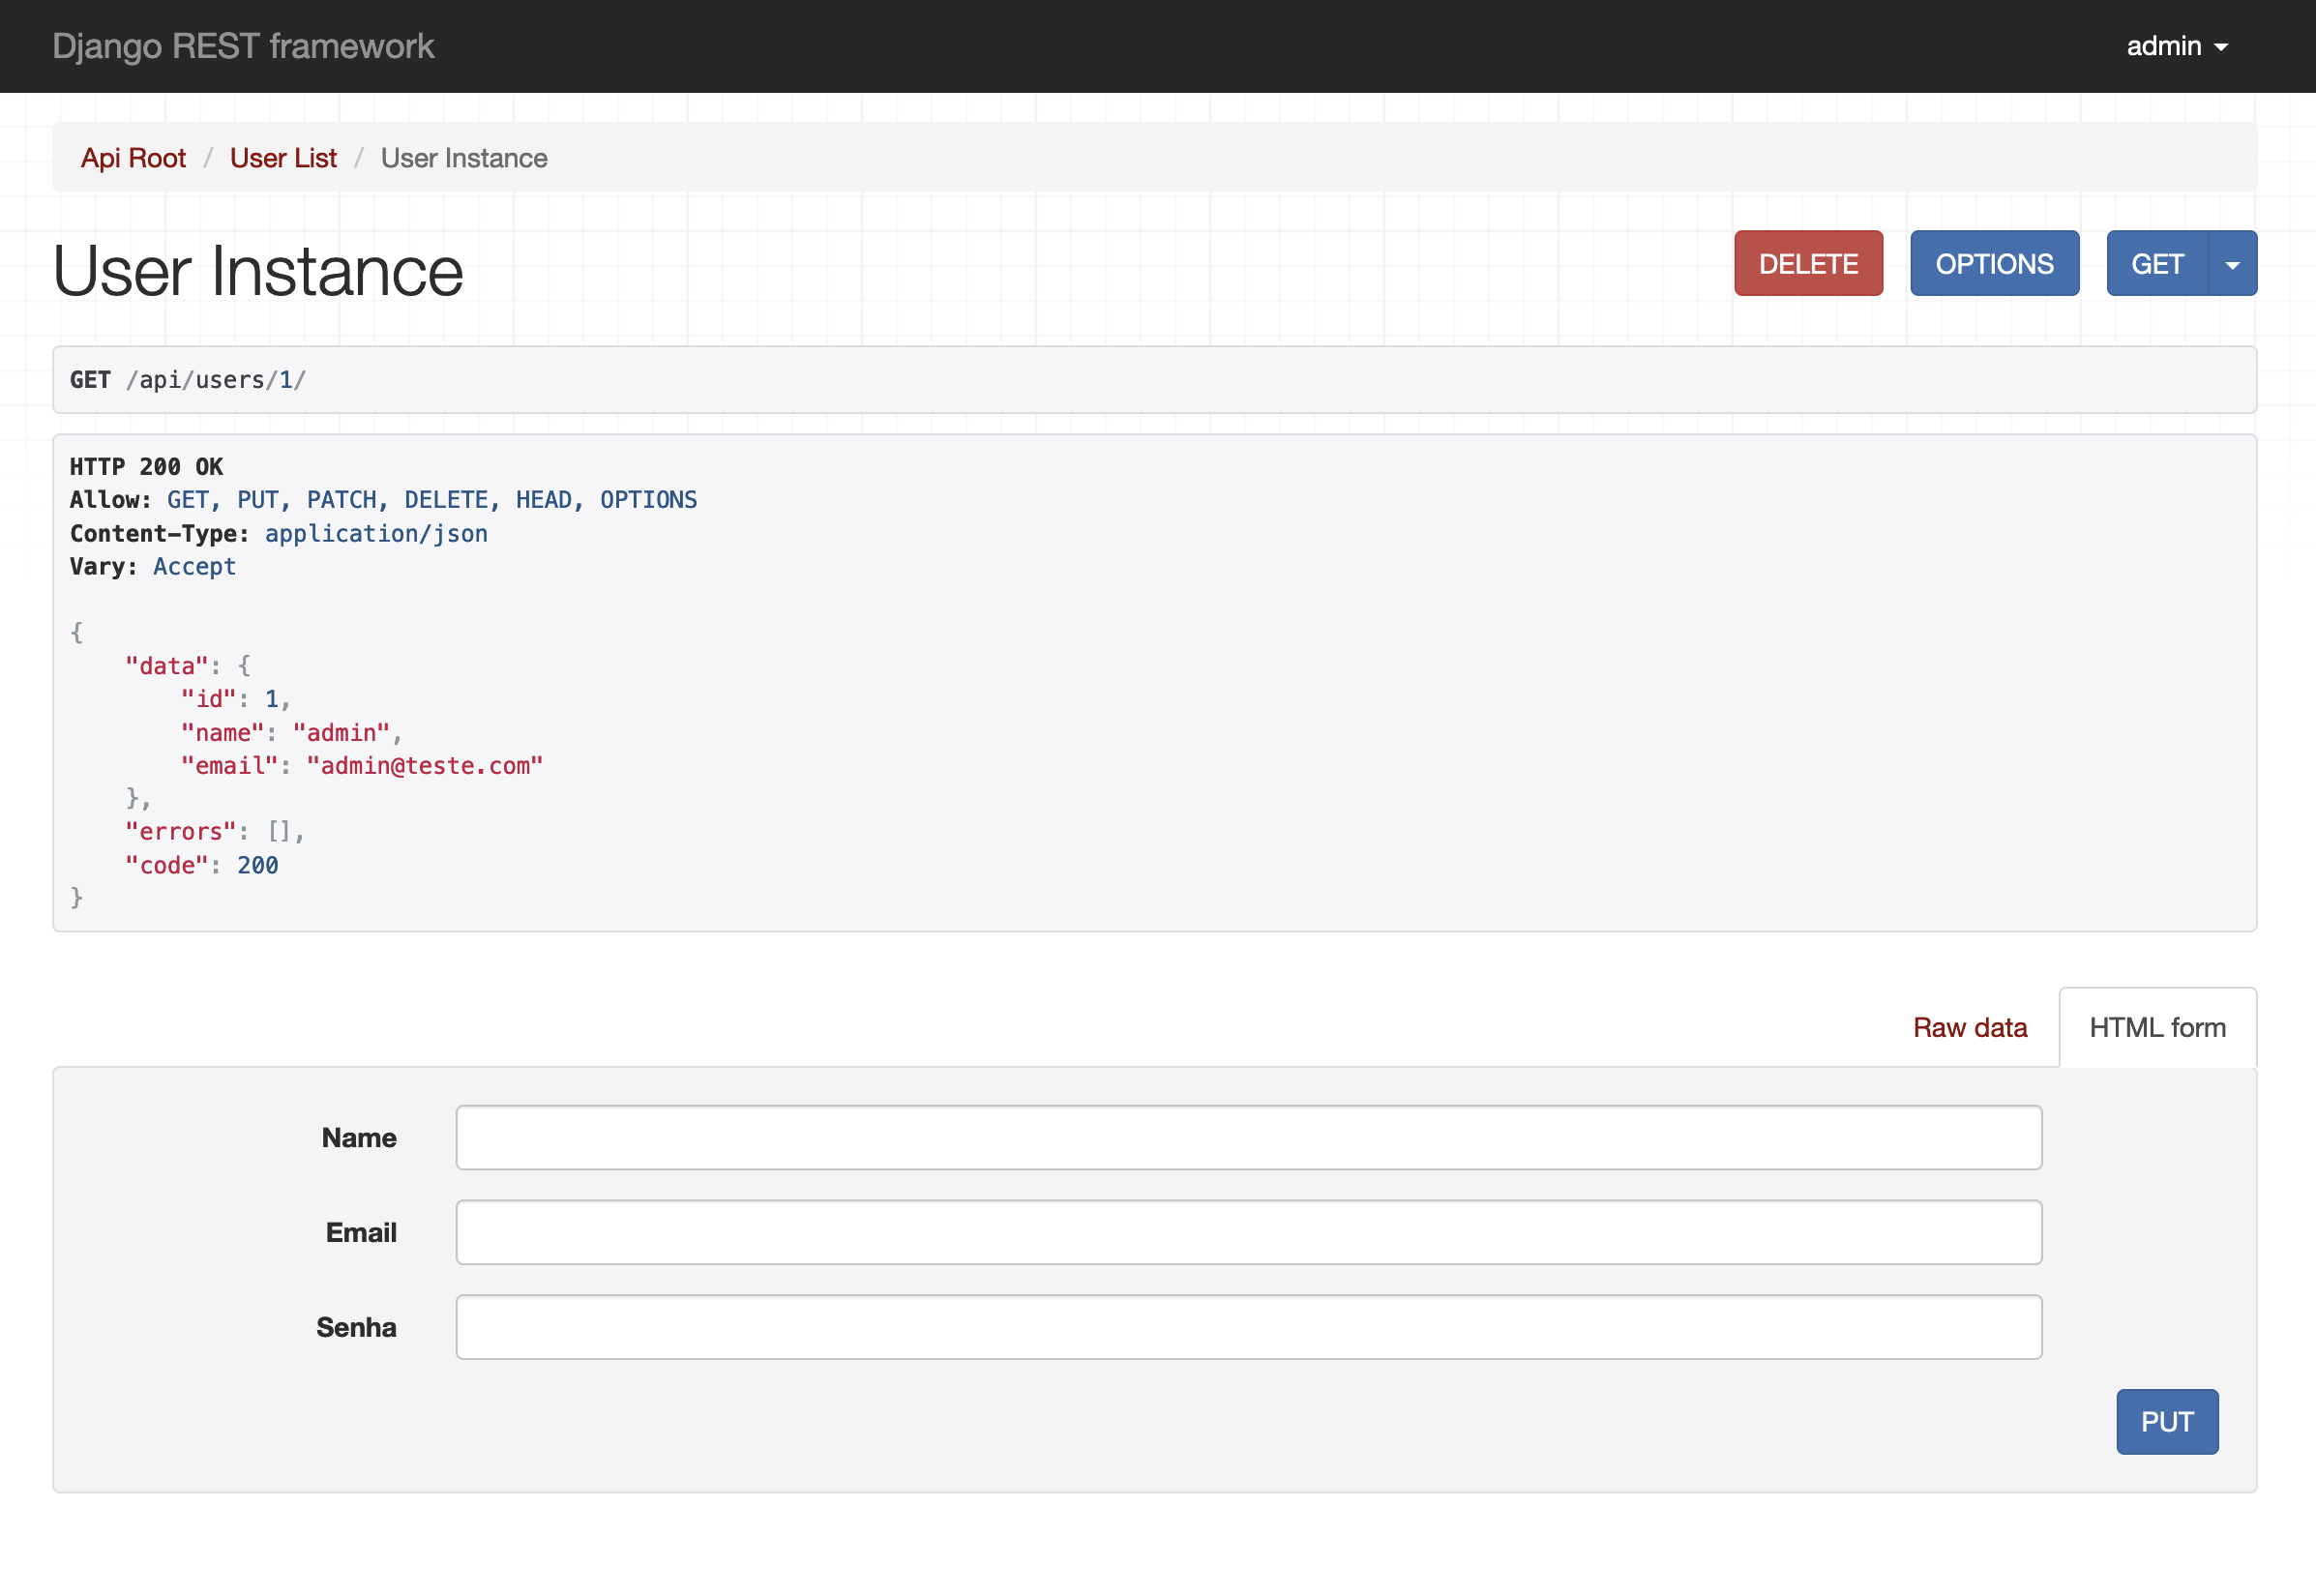 Django REST framework
admin
Api Root / User List / User Instance
User Instance
DELETE
OPTIONS
GET
GET /api/users/1/
HTTP 200 OK
Allow: GET, PUT, PATCH, DELETE, HEAD, OPTIONS
Content-Type: application/json
Vary: Accept
{
    "data": {
        "id": 1,
        "name": "admin",
        "email": "admin@teste.com"
    },
    "errors": [],
    "code": 200
}
Raw data
HTML form
Name
Email
Senha
PUT